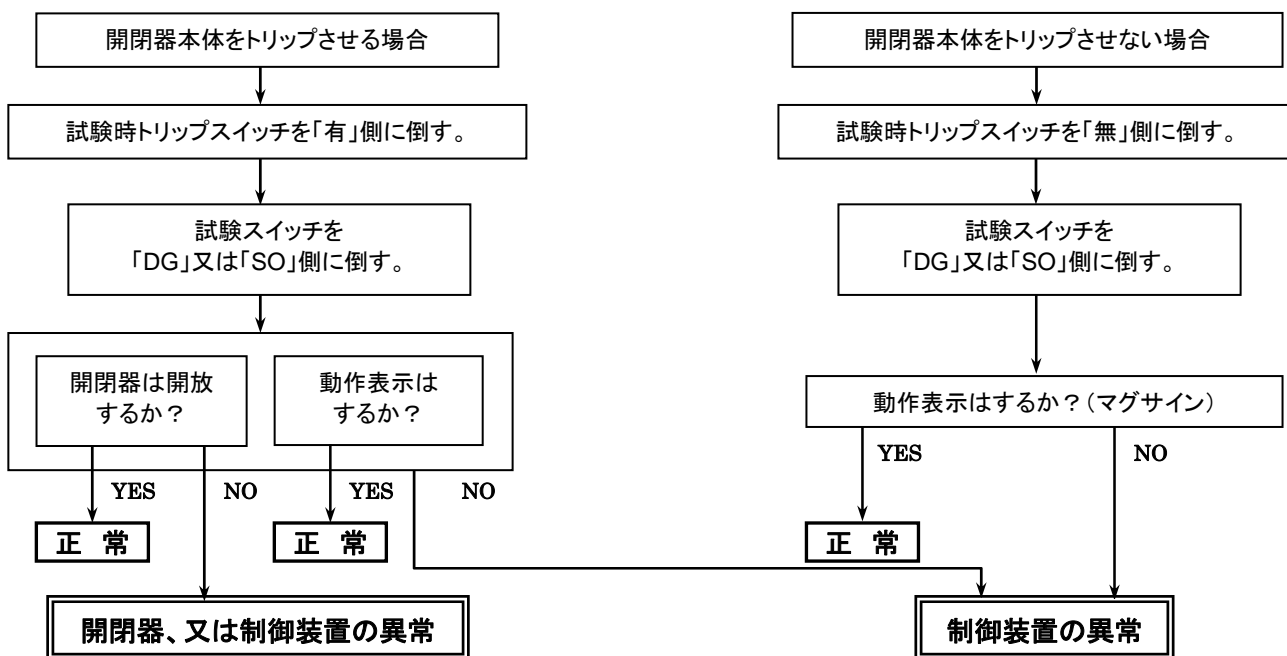 開閉器本体をトリップさせる場合
試験時トリップスイッチを「有」側に倒す。
試験スイッチを
「DG」又は「SO」側に倒す。
開閉器は開放
するか？
動作表示は
するか？
YES
NO
YES
NO
正 常
正 常
開閉器、又は制御装置の異常
開閉器本体をトリップさせない場合
試験時トリップスイッチを「無」側に倒す。
試験スイッチを
「DG」又は「SO」側に倒す。
動作表示はするか？（マグサイン）
YES
NO
正 常
制御装置の異常